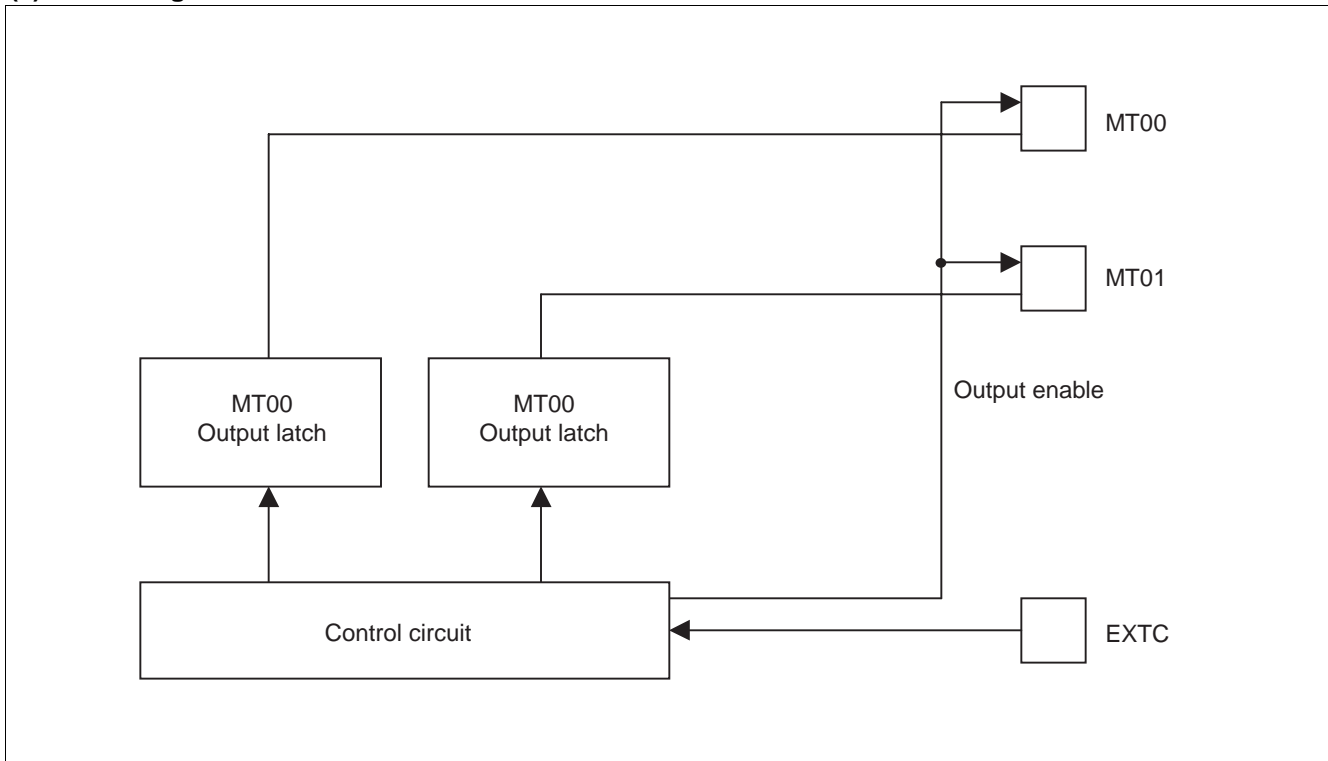 MT00
MT01
Output enable
MT00
Output latch
MT00
Output latch
Control circuit
EXTC